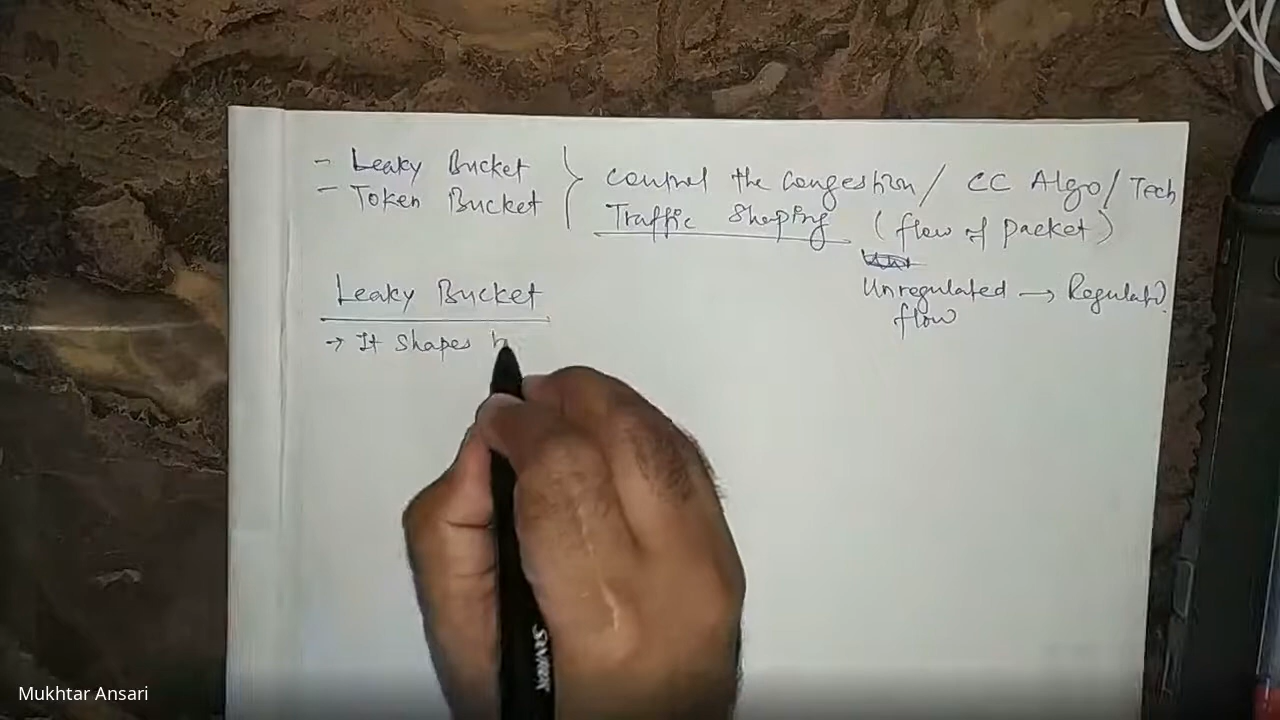 - Leaky Bucket
- Token Bucket
Control the Congestion / CC Algo / Tech
Traffic Shaping (flow of packet)
Unregulated → Regulated
flow
Leaky Bucket
→ It shapes b
Mukhtar Ansari